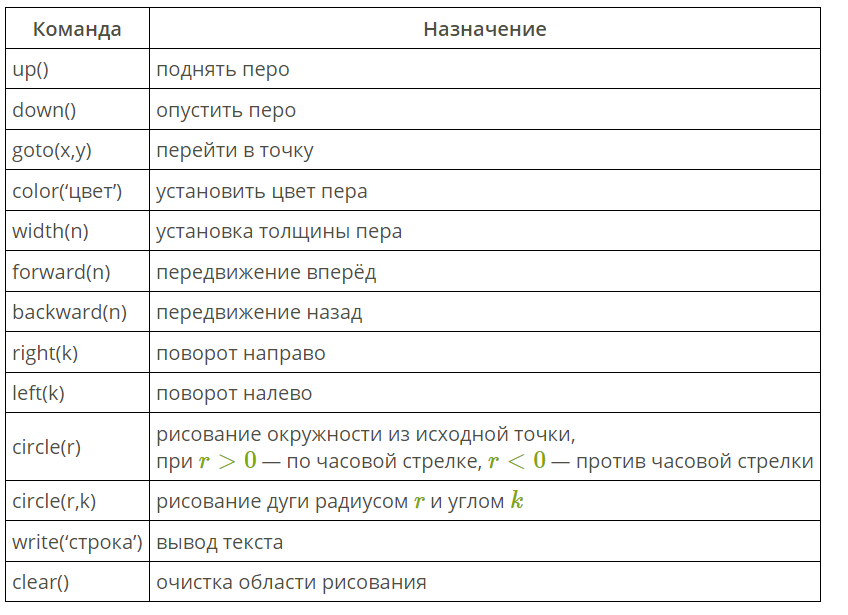 Команда Назначение
up() поднять перо
down() опустить перо
goto(x,y) перейти в точку
color(‘цвет’) установить цвет пера
width(n) установка толщины пера
forward(n) передвижение вперёд
backward(n) передвижение назад
right(k) поворот направо
left(k) поворот налево
circle(r) рисование окружности из исходной точки,
при r > 0 — по часовой стрелке, r < 0 — против часовой стрелки
circle(r,k) рисование дуги радиусом r и углом k
write(‘строка’) вывод текста
clear() очистка области рисования